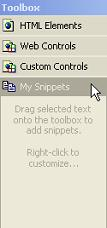 Toolbox
HTML Elements
Web Controls
Custom Controls
My Snippets
Drag selected text
onto the toolbox to
add snippets.
Right-click to
customize...